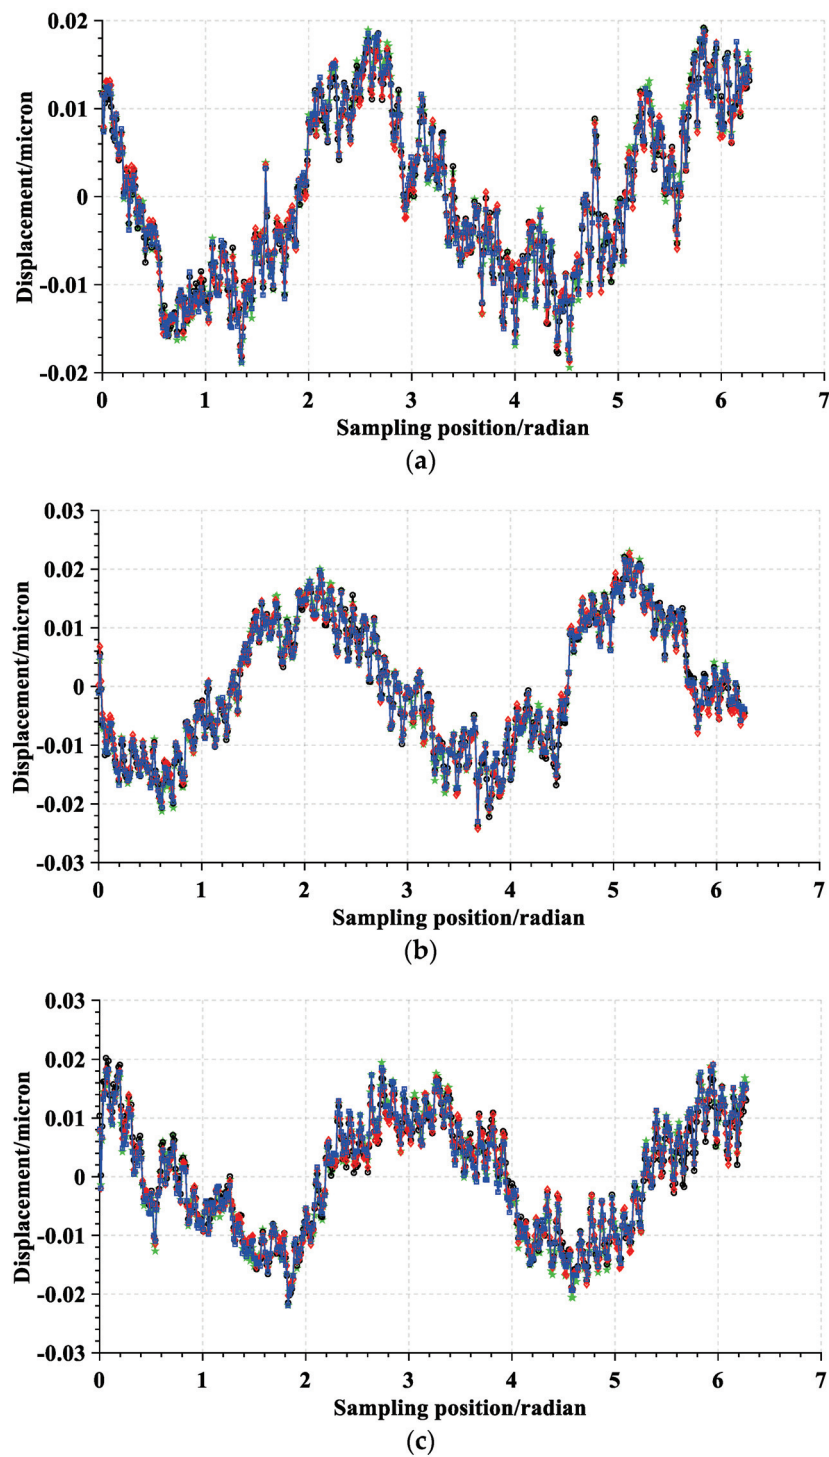 0.02
0.01
0
-0.01
-0.02
Displacement/micron
0 1 2 3 4 5 6 7
Sampling position/radian
(a)
0.03
0.02
0.01
0
-0.01
-0.02
-0.03
Displacement/micron
0 1 2 3 4 5 6 7
Sampling position/radian
(b)
0.03
0.02
0.01
0
-0.01
-0.02
-0.03
Displacement/micron
0 1 2 3 4 5 6 7
Sampling position/radian
(c)